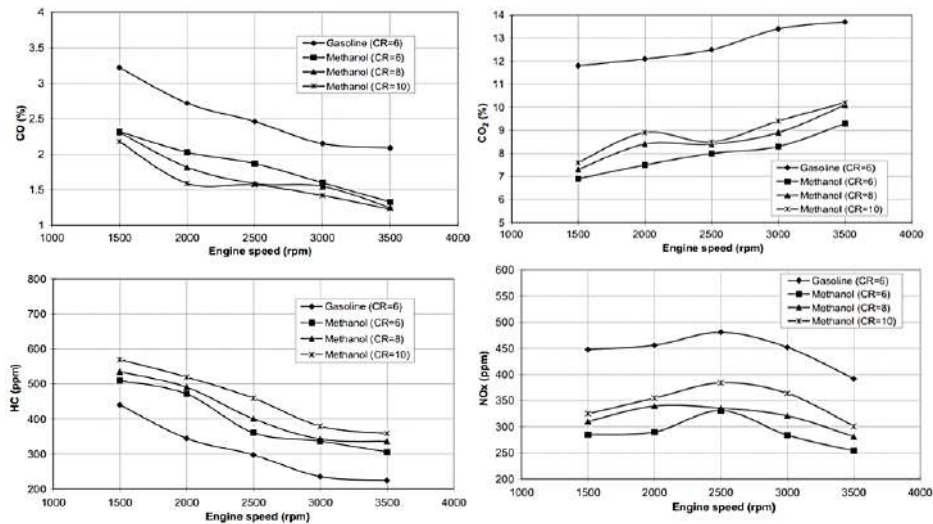 4
3.5
3
2.5
2
1.5
1
CO (%)
Gasoline (CR=6)
Methanol (CR=6)
Methanol (CR=8)
Methanol (CR=10)
1000 1500 2000 2500 3000 3500 4000
Engine speed (rpm)
14
13
12
11
10
9
8
7
6
5
CO₂ (%)
Gasoline (CR=6)
Methanol (CR=6)
Methanol (CR=8)
Methanol (CR=10)
1000 1500 2000 2500 3000 3500 4000
Engine speed (rpm)
800
700
600
500
400
300
200
HC (ppm)
Gasoline (CR=6)
Methanol (CR=6)
Methanol (CR=8)
Methanol (CR=10)
1000 1500 2000 2500 3000 3500 4000
Engine speed (rpm)
600
550
500
450
400
350
300
250
200
NOx (ppm)
Gasoline (CR=6)
Methanol (CR=6)
Methanol (CR=8)
Methanol (CR=10)
1000 1500 2000 2500 3000 3500 4000
Engine speed (rpm)